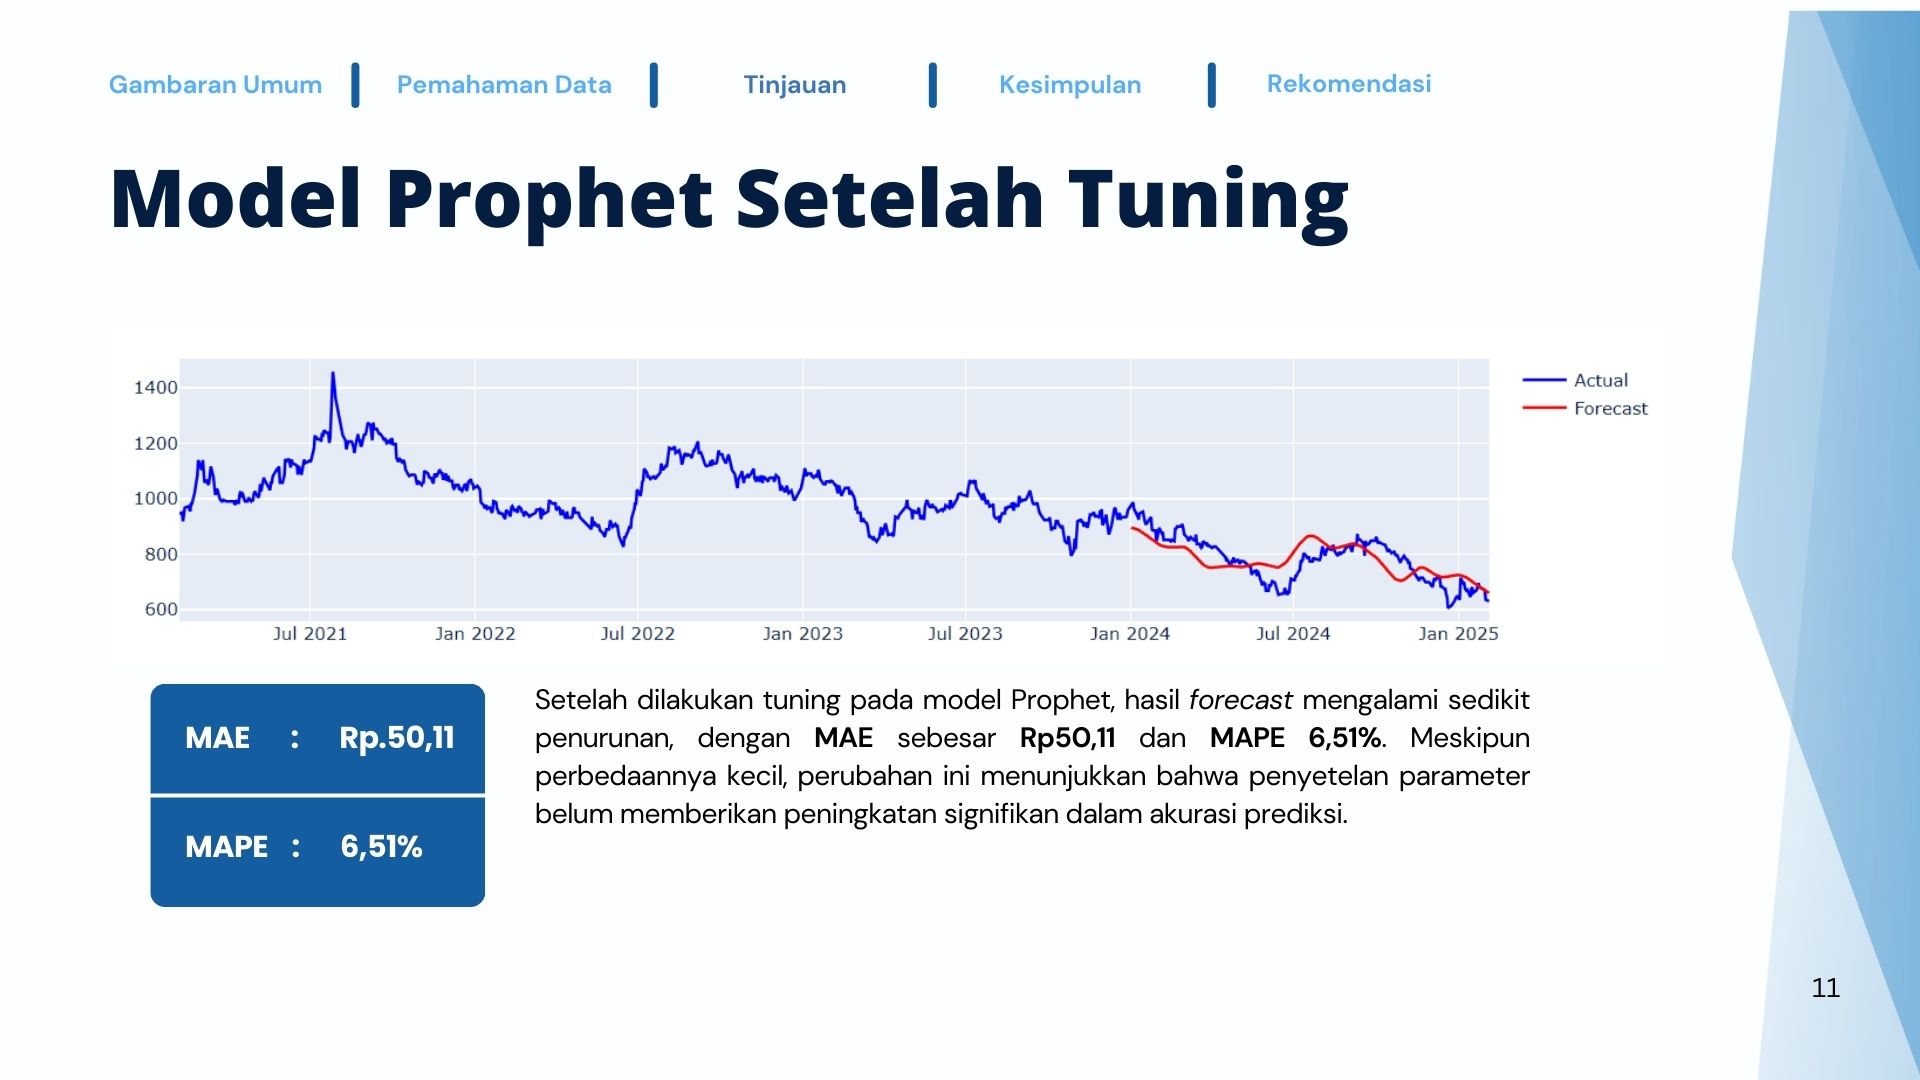 Gambaran Umum
Pemahaman Data
Tinjauan
Kesimpulan
Rekomendasi
Model Prophet Setelah Tuning
1400
1200
1000
800
600
Jul 2021
Jan 2022
Jul 2022
Jan 2023
Jul 2023
Jan 2024
Jul 2024
Jan 2025
Actual
Forecast
MAE : Rp.50,11
MAPE : 6,51%
Setelah dilakukan tuning pada model Prophet, hasil forecast mengalami sedikit
penurunan, dengan MAE sebesar Rp50,11 dan MAPE 6,51%. Meskipun
perbedaannya kecil, perubahan ini menunjukkan bahwa penyetelan parameter
belum memberikan peningkatan signifikan dalam akurasi prediksi.
11